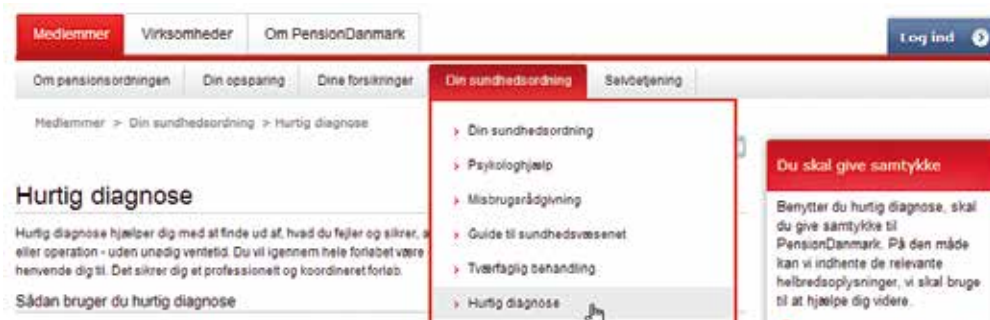 Medlemmer Virksomheder Om PensionDanmark Log ind
Om pensionsordningen Din opsparing Dine forsikringer Din sundhedsordning Selvbetjening
Medlemmer > Din sundhedsordning > Hurtig diagnose
Din sundhedsordning
Psykologhjælp
Misbrugsrådgivning
Guide til sundhedsvæsenet
Tværfaglig behandling
Hurtig diagnose
Hurtig diagnose
Hurtig diagnose hjælper dig med at finde ud af, hvad du fejler og sikrer,
eller operation - uden unødig ventetid. Du vil igennem hele forløbet være
henvende dig til. Det sikrer dig et professionelt og koordineret forløb.
Sådan bruger du hurtig diagnose
Du skal give samtykke
Benytter du hurtig diagnose, skal
du give samtykke til
PensionDanmark. På den måde
kan vi indhente de relevante
helbredsoplysninger, vi skal bruge
til at hjælpe dig videre.